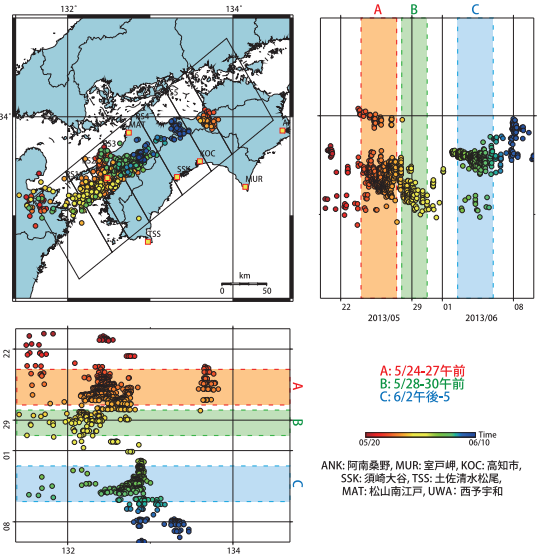 132˚
133˚
134˚
A
B
C
34˚
MAT
KOC
SSK
MUR
TSS
km
0
50
22
29
01
08
2013/05
2013/06
22
A
29
B
01
C
08
132
133
134
A: 5/24-27午前
B: 5/28-30午前
C: 6/2午後-5
Time
05/20
06/10
ANK: 阿南桑野, MUR: 室戸岬, KOC: 高知市,
SSK: 須崎大谷, TSS: 土佐清水松尾,
MAT: 松山南江戸, UWA: 西予宇和